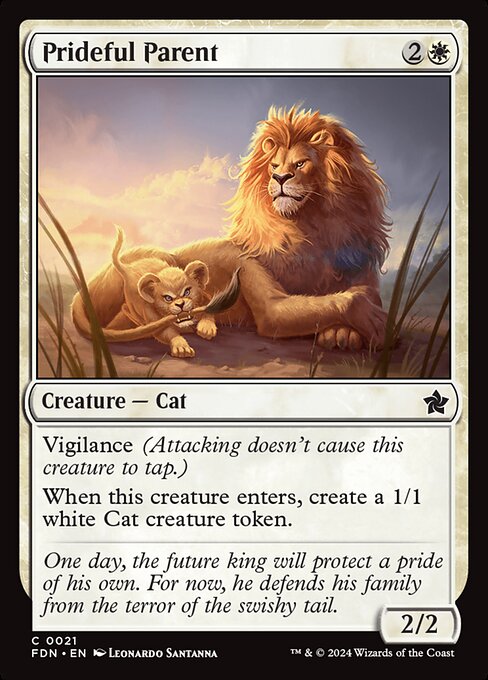 Prideful Parent 2
Creature — Cat
Vigilance (Attacking doesn't cause this
creature to tap.)
When this creature enters, create a 1/1
white Cat creature token.
One day, the future king will protect a pride
of his own. For now, he defends his family
from the terror of the swishy tail.
2/2
C 0021
FDN • EN Leonardo Santanna
™ & © 2024 Wizards of the Coast